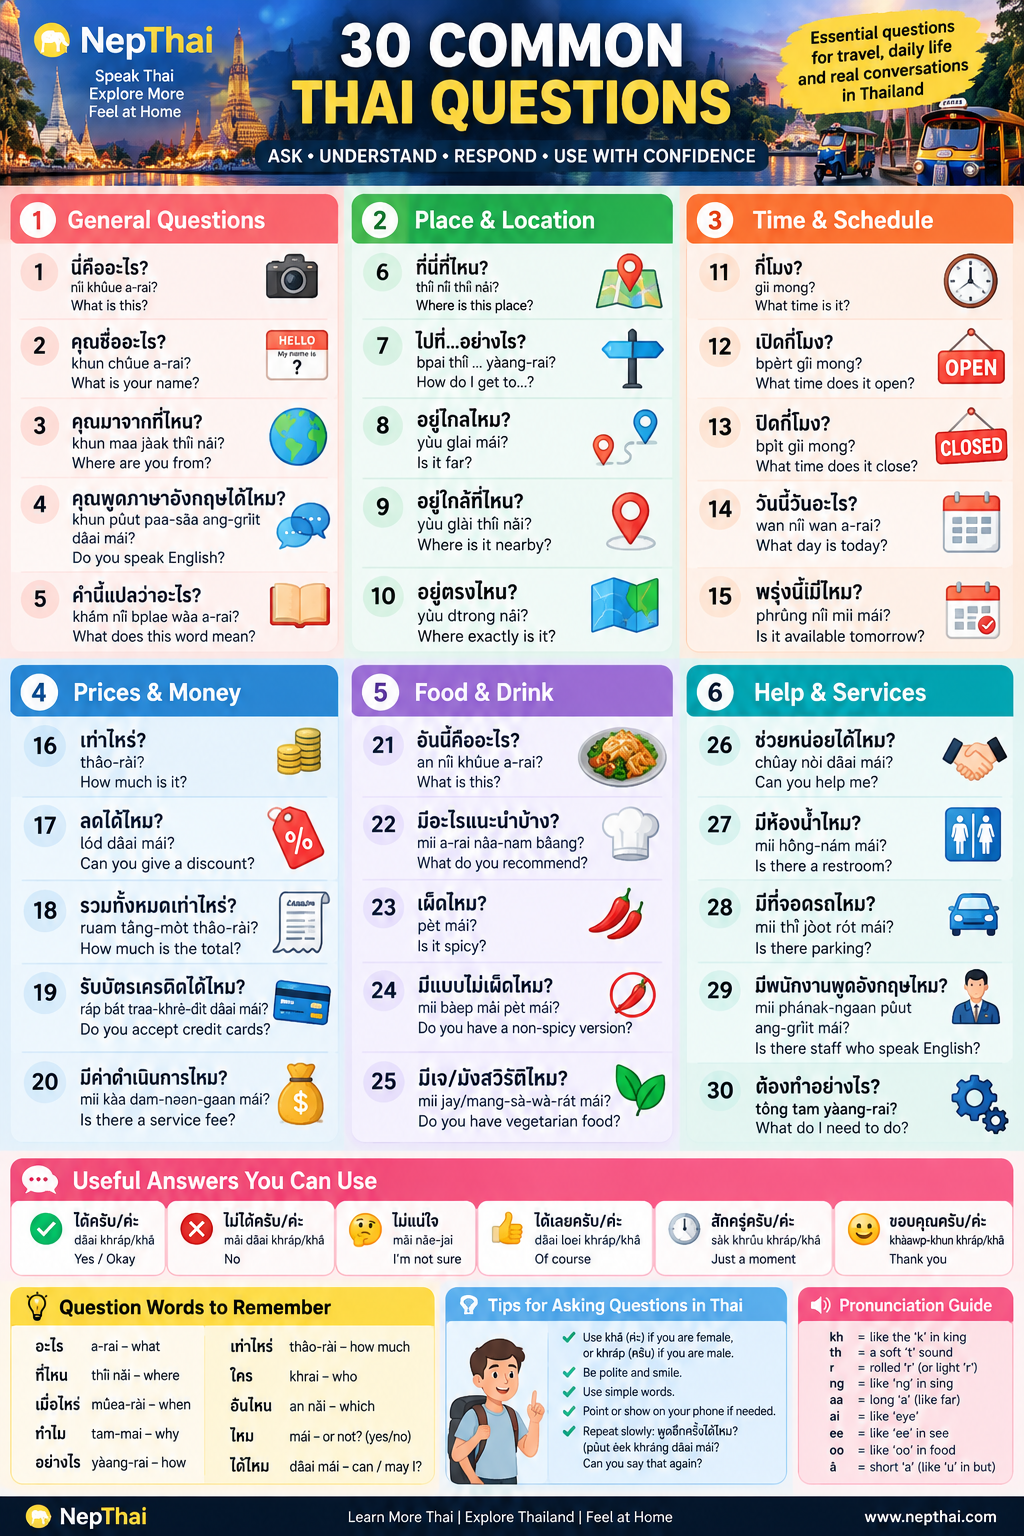 NepThai
Speak Thai
Explore More
Feel at Home
30 COMMON
THAI QUESTIONS
ASK • UNDERSTAND • RESPOND • USE WITH CONFIDENCE
Essential questions
for travel, daily life
and real conversations
in Thailand
1 General Questions
1 นี่คืออะไร?
nîi khûue a-rai?
What is this?
2 คุณชื่ออะไร?
khun chûue a-rai?
What is your name?
HELLO
My name is
?
3 คุณมาจากที่ไหน?
khun maa jàak thîi nái?
Where are you from?
4 คุณพูดภาษาอังกฤษได้ไหม?
khun pûut paa-sãa ang-grìit
dâai mái?
Do you speak English?
5 คำนี้แปลว่าอะไร?
khám nîi bplae wàa a-rai?
What does this word mean?
2 Place & Location
6 ที่นี่ที่ไหน?
thîi nîi thîi nái?
Where is this place?
7 ไปที่...อย่างไร?
bpai thîi ... yàang-rai?
How do I get to...?
8 อยู่ไกลไหม?
yùu glai mái?
Is it far?
9 อยู่ใกล้ที่ไหน?
yùu glài thîi nãi?
Where is it nearby?
10 อยู่ตรงไหน?
yùu dtrong nái?
Where exactly is it?
3 Time & Schedule
11 กี่โมง?
gìi mong?
What time is it?
12 เปิดกี่โมง?
bpèrt gìi mong?
What time does it open?
OPEN
13 ปิดกี่โมง?
bpìt gìi mong?
What time does it close?
CLOSED
14 วันนี้วันอะไร?
wan nîi wan a-rai?
What day is today?
15 พรุ่งนี้มีไหม?
phrûng nîi mii mái?
Is it available tomorrow?
4 Prices & Money
16 เท่าไหร่?
thâo-rài?
How much is it?
17 ลดได้ไหม?
lód dâai mái?
Can you give a discount?
%
18 รวมทั้งหมดเท่าไหร่?
ruam tâng-mòt thâo-rài?
How much is the total?
19 รับบัตรเครดิตได้ไหม?
ráp bát traa-khrè-dìt dâai mái?
Do you accept credit cards?
20 มีค่าดำเนินการไหม?
mii kàa dam-nəən-gaan mái?
Is there a service fee?
$
5 Food & Drink
21 อันนี้คืออะไร?
an nîi khûue a-rai?
What is this?
22 มีอะไรแนะนำบ้าง?
mii a-rai nâa-nam bâang?
What do you recommend?
23 เผ็ดไหม?
pèt mái?
Is it spicy?
24 มีแบบไม่เผ็ดไหม?
mii bàep mâi pèt mái?
Do you have a non-spicy version?
25 มีเจ/มังสวิรัติไหม?
mii jay/mang-sà-wà-rát mái?
Do you have vegetarian food?
6 Help & Services
26 ช่วยหน่อยได้ไหม?
chûay nòi dâai mái?
Can you help me?
27 มีห้องน้ำไหม?
mii hông-nám mái?
Is there a restroom?
28 มีที่จอดรถไหม?
mii thî jòot rót mái?
Is there parking?
29 มีพนักงานพูดอังกฤษไหม?
mii phának-ngaan pûut
ang-grìit mái?
Is there staff who speak English?
30 ต้องทำอย่างไร?
tông tam yàang-rai?
What do I need to do?
Useful Answers You Can Use
ได้ครับ/ค่ะ
dâai khráp/khâ
Yes / Okay
ไม่ได้ครับ/ค่ะ
mâi dâai khráp/khâ
No
ไม่แน่ใจ
mâi nâe-jai
I'm not sure
ได้เลยครับ/ค่ะ
dâai loei khráp/khâ
Of course
สักครู่ครับ/ค่ะ
sàk khrûu khráp/khâ
Just a moment
ขอบคุณครับ/ค่ะ
khàawp-khun khráp/khâ
Thank you
Question Words to Remember
อะไร a-rai – what
ที่ไหน thîi nãi – where
เมื่อไหร่ mûea-rài – when
ทำไม tam-mai – why
อย่างไร yàang-rai – how
เท่าไหร่ thâo-rài – how much
ใคร khrai – who
อันไหน an nãi – which
ไหม mái – or not? (yes/no)
ได้ไหม dâai mái – can / may I?
Tips for Asking Questions in Thai
Use khâ (ค่ะ) if you are female,
or khráp (ครับ) if you are male.
Be polite and smile.
Use simple words.
Point or show on your phone if needed.
Repeat slowly: พูดอีกครั้งได้ไหม?
(pùut èek khráng dâai mái?
Can you say that again?
Pronunciation Guide
kh = like the 'k' in king
th = a soft 't' sound
r = rolled 'r' (or light 'r')
ng = like 'ng' in sing
aa = long 'a' (like far)
ai = like 'eye'
ee = like 'ee' in see
oo = like 'oo' in food
â = short 'a' (like 'u' in but)
NepThai
Learn More Thai | Explore Thailand | Feel at Home
www.nepthai.com